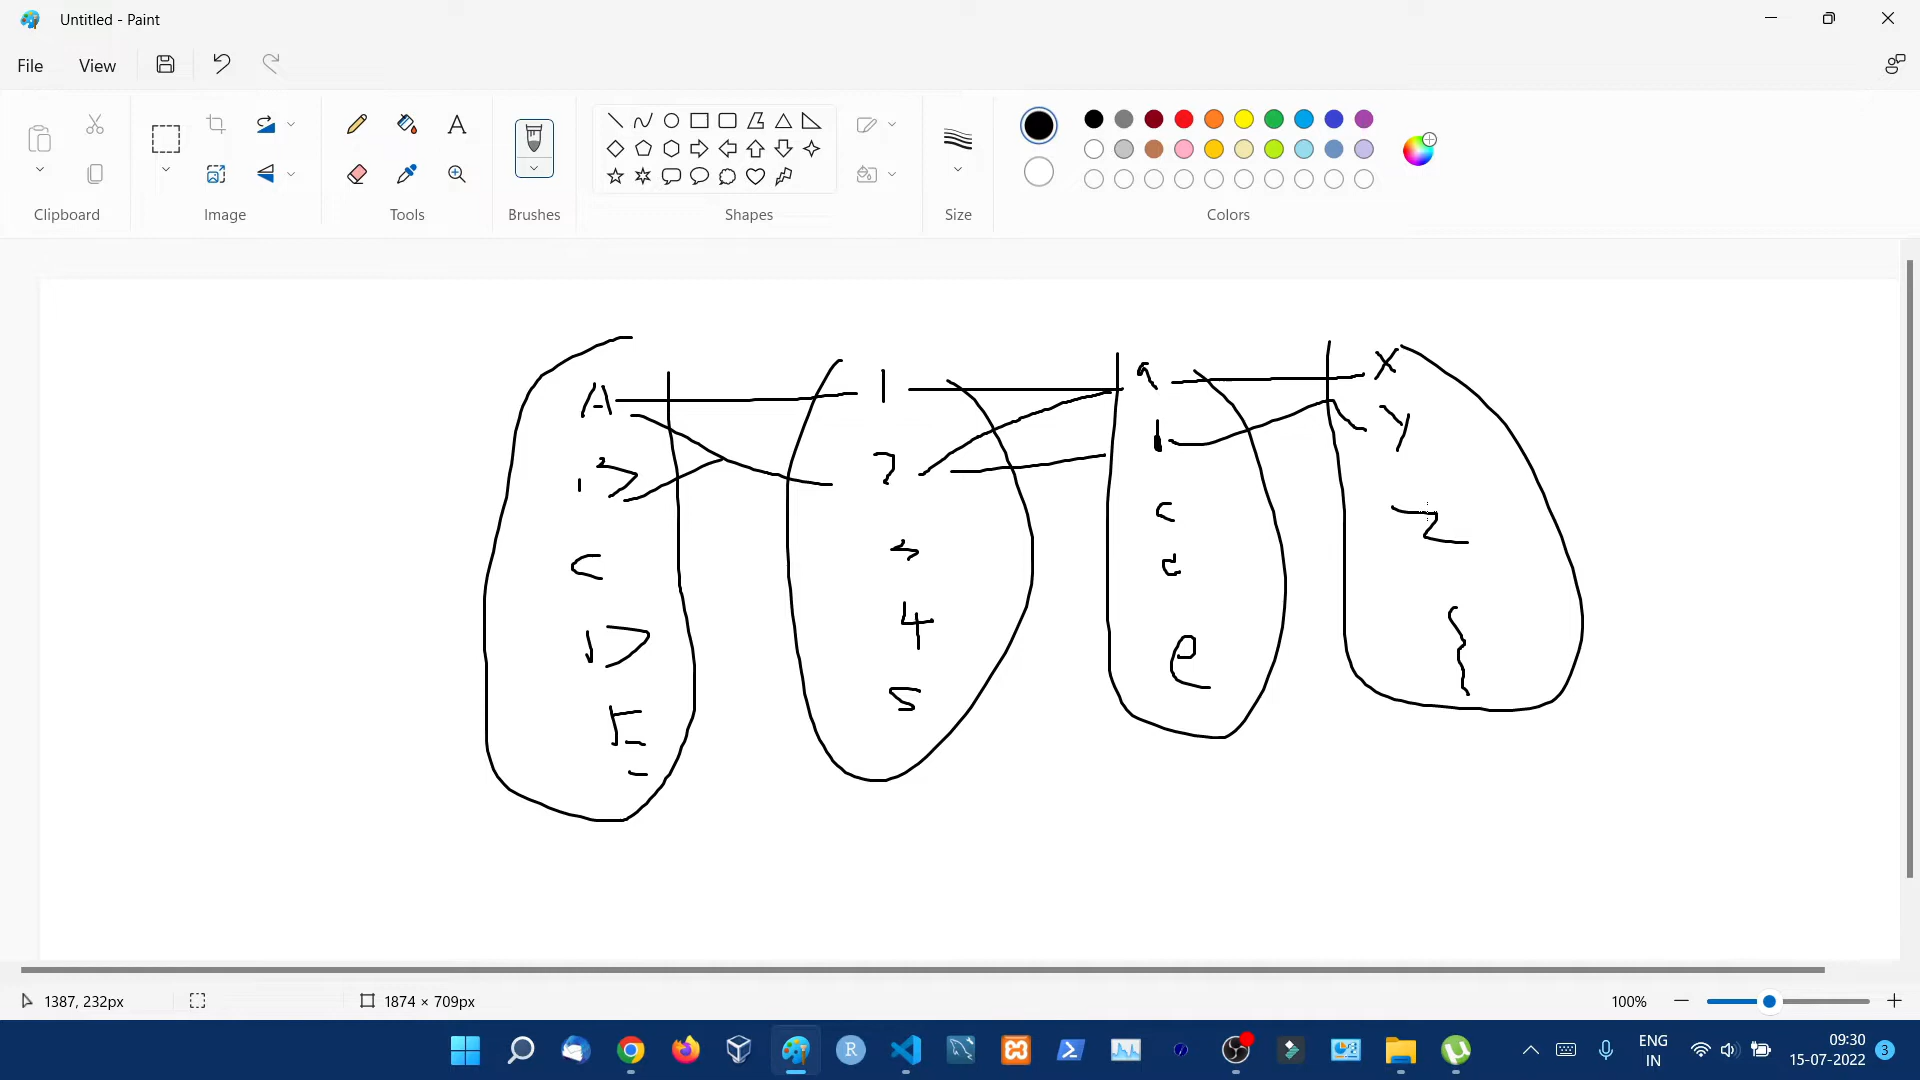 Untitled - Paint
File View
Clipboard Image Tools Brushes Shapes Size Colors
A 1 a x
B 2 b y
C 3 c z
D 4 d
E 5 e
1387, 232px 1874 × 709px 100%
ENG 09:30
IN 15-07-2022 3